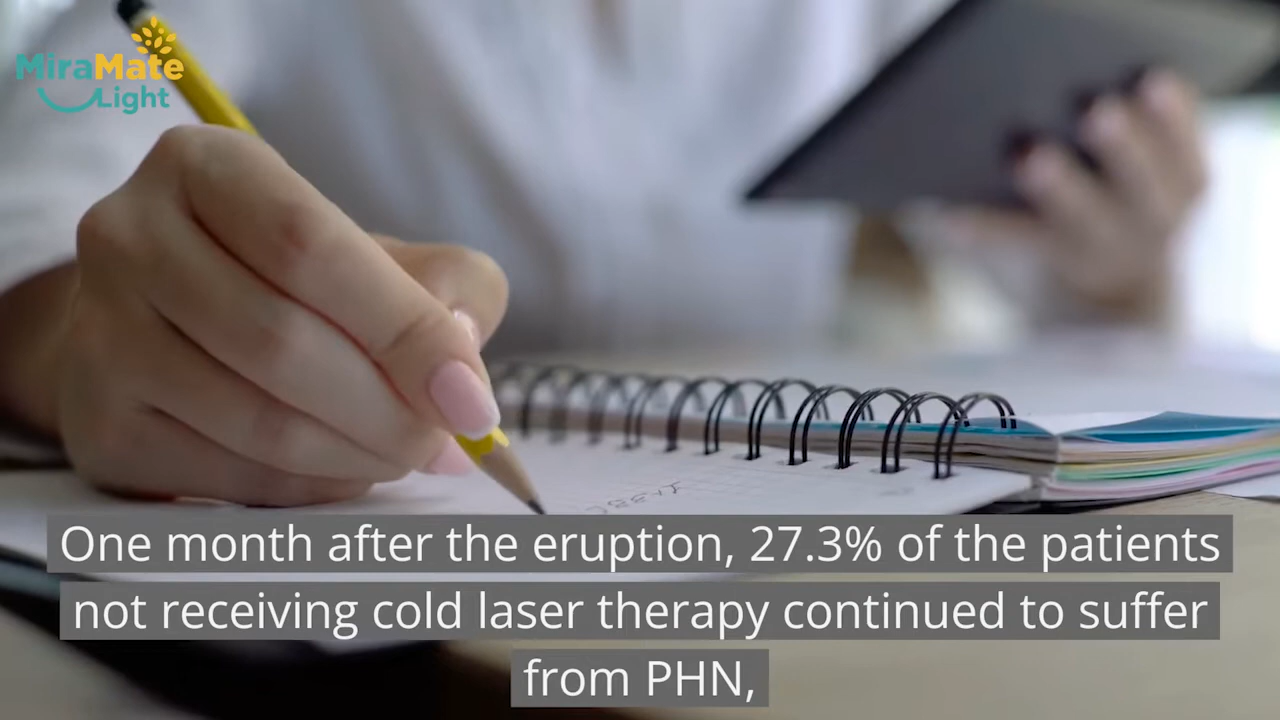 MiraMate
Light
One month after the eruption, 27.3% of the patients
not receiving cold laser therapy continued to suffer
from PHN,